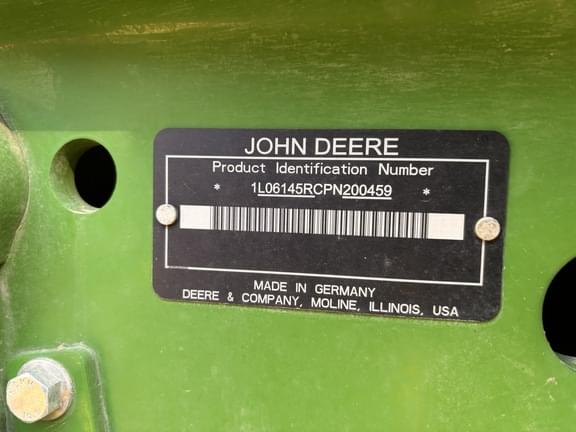 JOHN DEERE
Product Identification Number
* 1L06145RCPN200459 *
MADE IN GERMANY
DEERE & COMPANY, MOLINE, ILLINOIS, USA